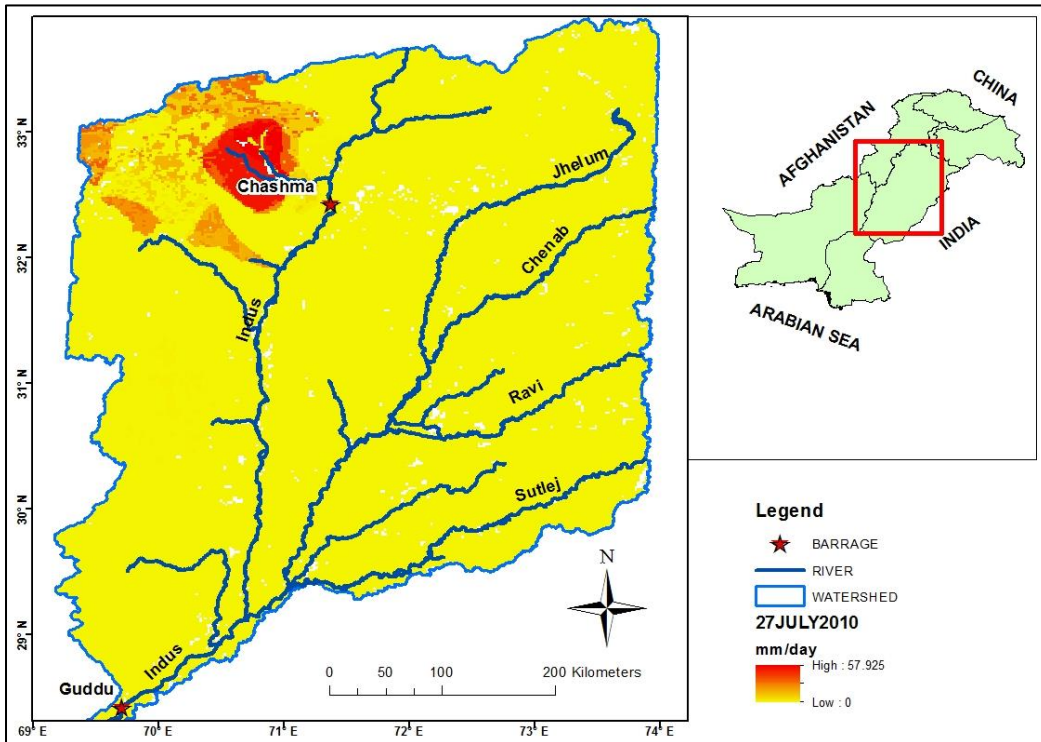 33 N
32 N
31 N
30 N
29 N
69 E
70 E
71 E
72 E
73 E
74 E
Chashma
Jhelum
Chenab
Indus
Ravi
Sutlej
Indus
Guddu
N
0 50 100 200 Kilometers
CHINA
AFGHANISTAN
INDIA
ARABIAN SEA
Legend
BARRAGE
RIVER
WATERSHED
27JULY2010
mm/day
High : 57.925
Low : 0